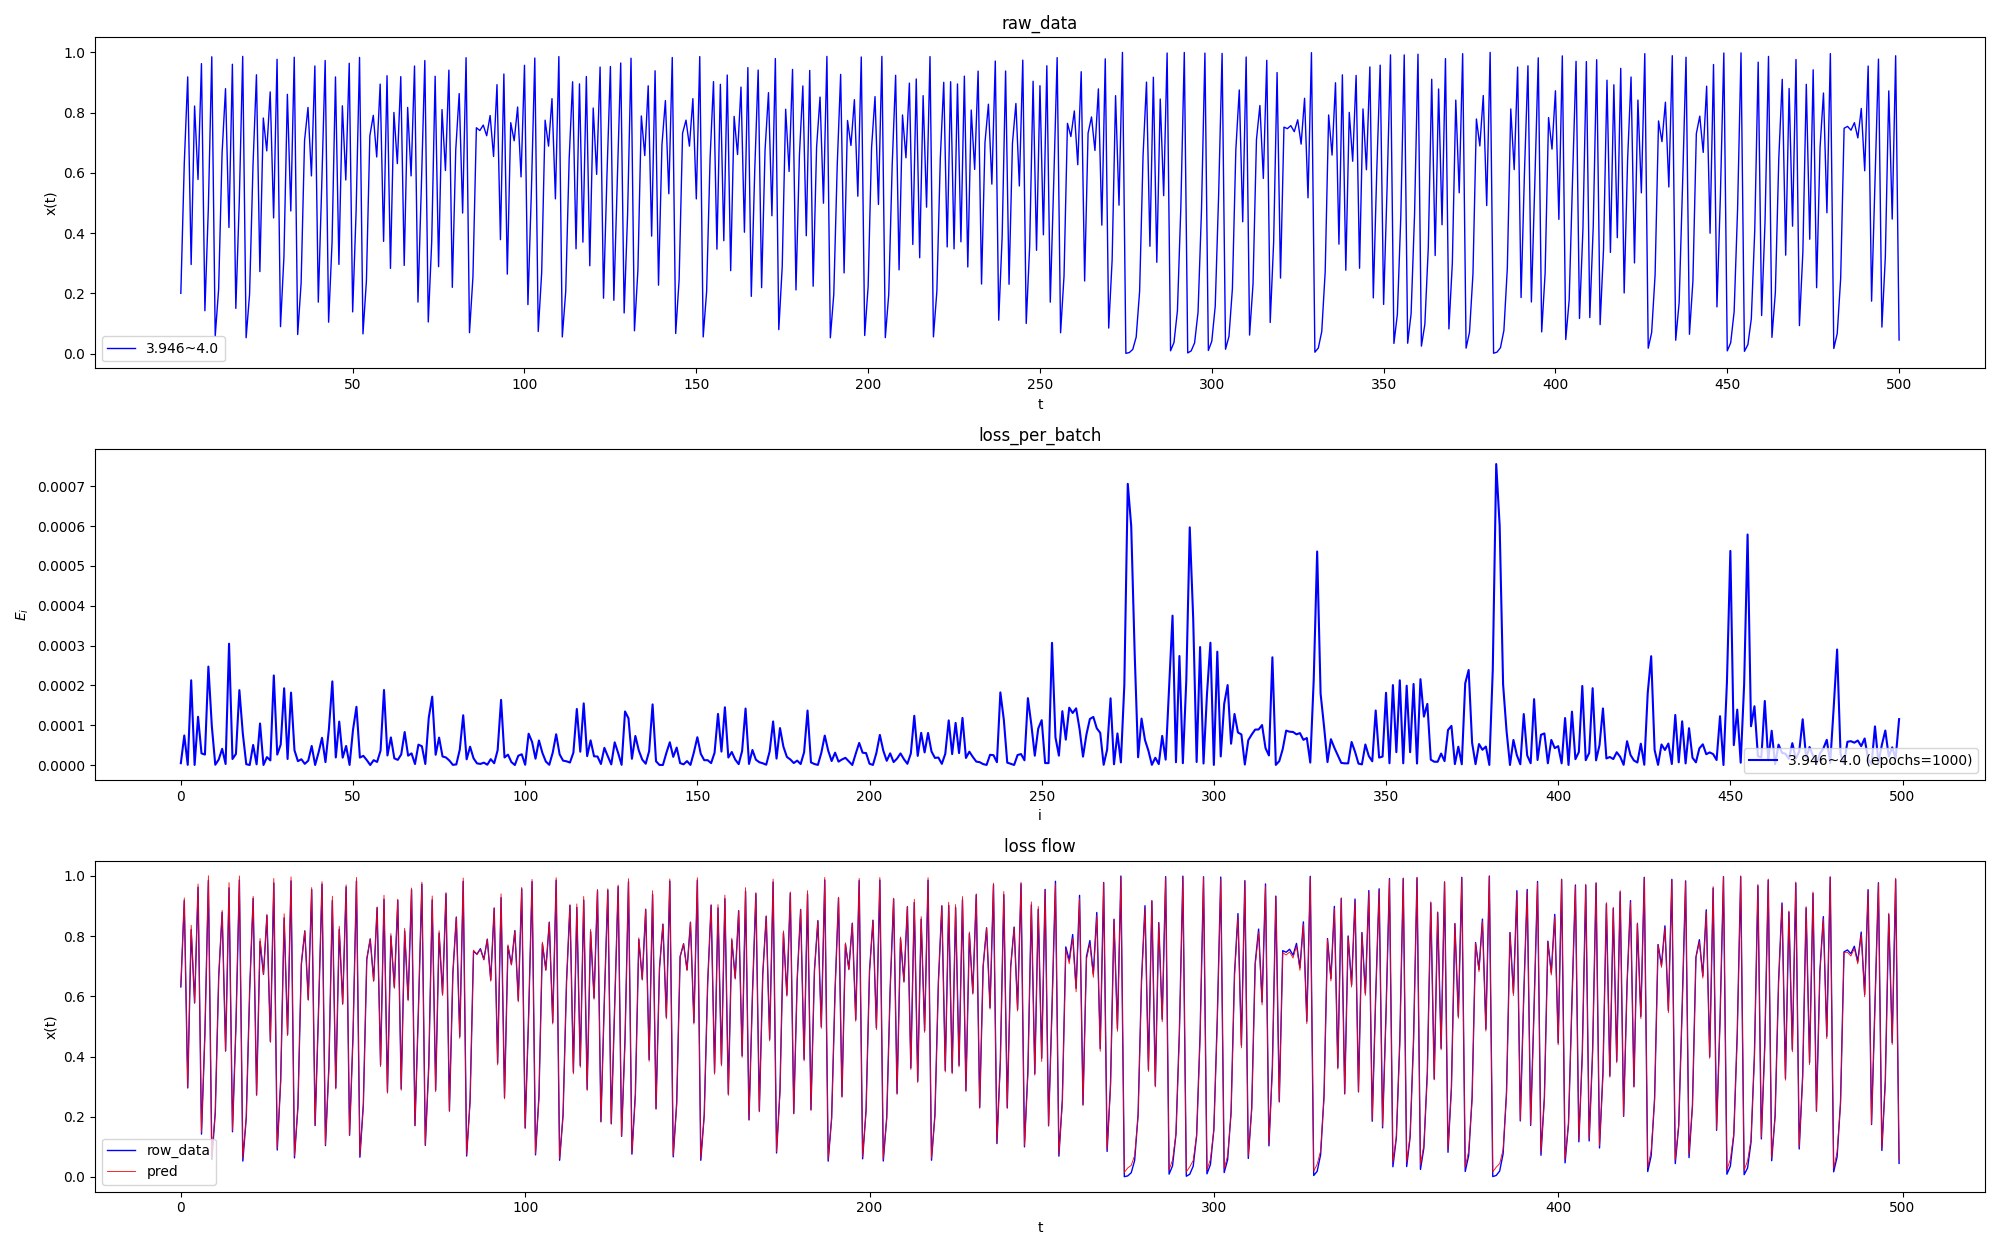 raw_data
1.0
0.8
0.6
0.4
0.2
0.0
x(t)
3.946~4.0
50 100 150 200 250 300 350 400 450 500
t
loss_per_batch
0.0007
0.0006
0.0005
0.0004
0.0003
0.0002
0.0001
0.0000
E_i
3.946~4.0 (epochs=1000)
0 50 100 150 200 250 300 350 400 450 500
i
loss flow
1.0
0.8
0.6
0.4
0.2
0.0
x(t)
row_data
pred
0 100 200 300 400 500
t